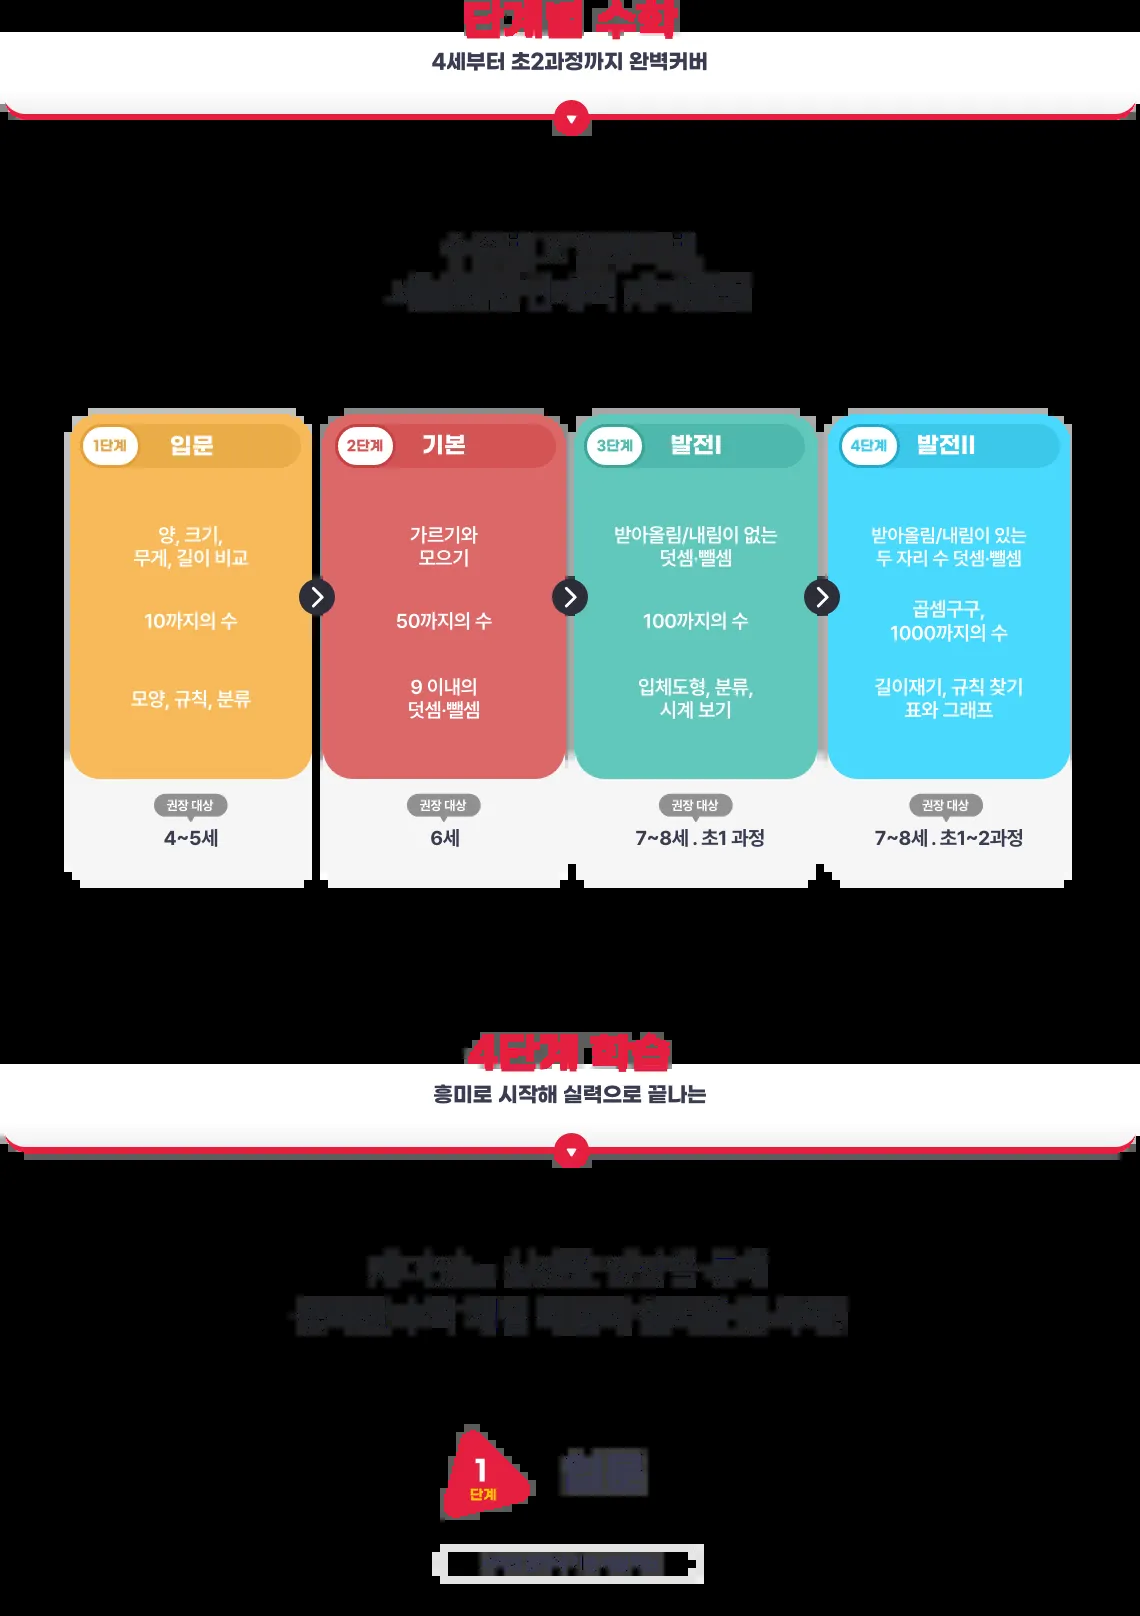 단계별 수학
4세부터 초2과정까지 완벽커버
1단계 입문
양, 크기,
무게, 길이 비교
10까지의 수
모양, 규칙, 분류
권장 대상
4~5세
2단계 기본
가르기와
모으기
50까지의 수
9 이내의
덧셈·뺄셈
권장 대상
6세
3단계 발전I
받아올림/내림이 없는
덧셈·뺄셈
100까지의 수
입체도형, 분류,
시계 보기
권장 대상
7~8세 . 초1 과정
4단계 발전II
받아올림/내림이 있는
두 자리 수 덧셈·뺄셈
곱셈구구,
1000까지의 수
길이재기, 규칙 찾기
표와 그래프
권장 대상
7~8세 . 초1~2과정
4단계 학습
흥미로 시작해 실력으로 끝나는
1
단계